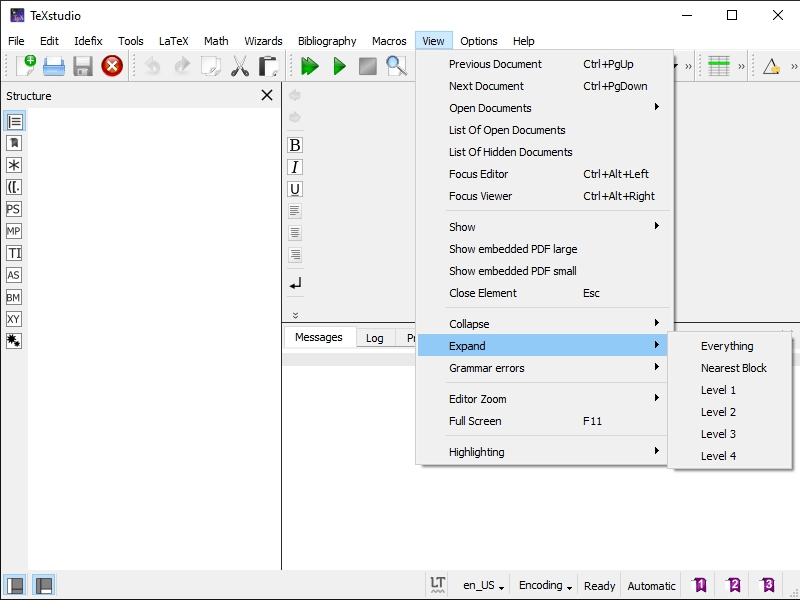 TeXstudio
File Edit Idefix Tools LaTeX Math Wizards Bibliography Macros View Options Help
Structure
Previous Document Ctrl+PgUp
Next Document Ctrl+PgDown
Open Documents
List Of Open Documents
List Of Hidden Documents
Focus Editor Ctrl+Alt+Left
Focus Viewer Ctrl+Alt+Right
Show
Show embedded PDF large
Show embedded PDF small
Close Element Esc
Collapse
Expand
Grammar errors
Editor Zoom
Full Screen F11
Highlighting
Everything
Nearest Block
Level 1
Level 2
Level 3
Level 4
([.
PS
MP
TI
AS
BM
XY
B
I
U
Messages Log
LT en_US Encoding Ready Automatic 1 2 3